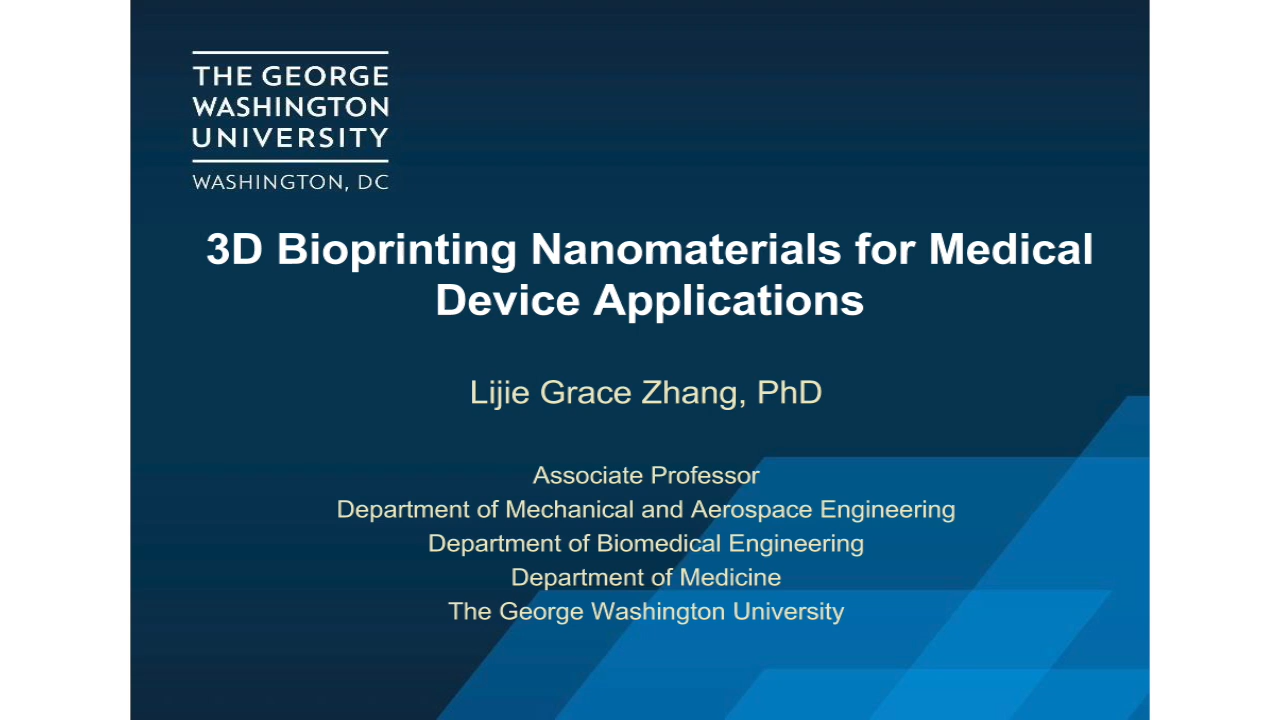 THE GEORGE
WASHINGTON
UNIVERSITY
WASHINGTON, DC
3D Bioprinting Nanomaterials for Medical
Device Applications
Lijie Grace Zhang, PhD
Associate Professor
Department of Mechanical and Aerospace Engineering
Department of Biomedical Engineering
Department of Medicine
The George Washington University